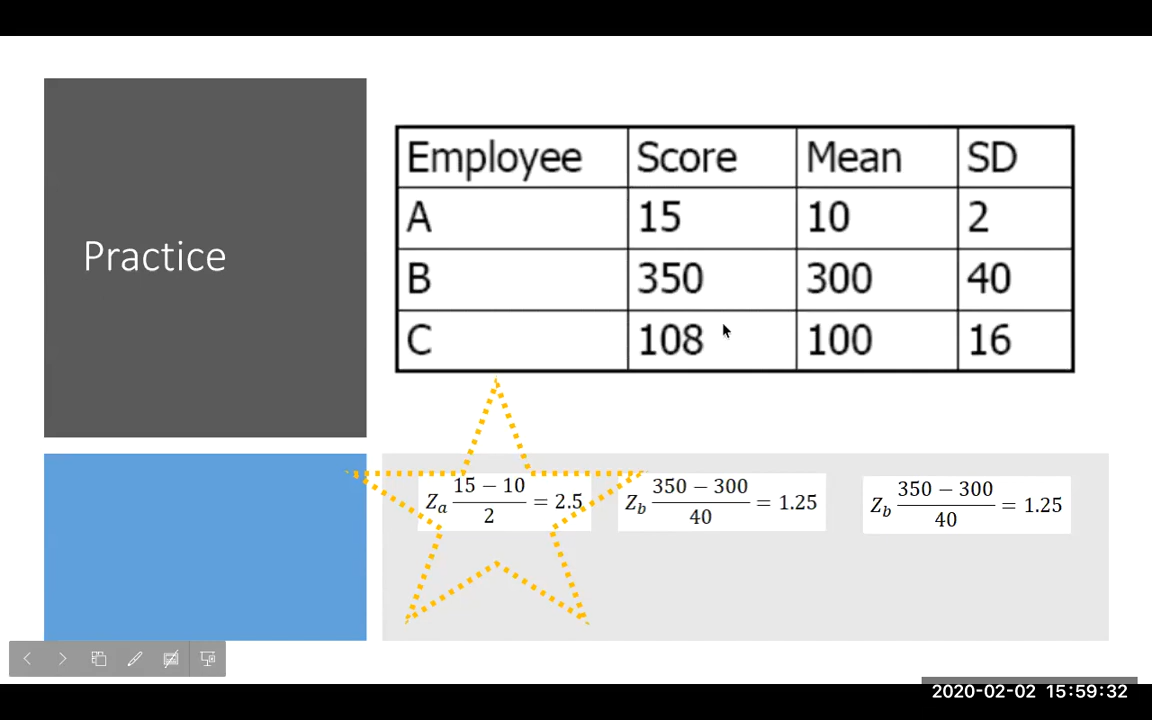 Practice
Employee Score Mean SD
A 15 10 2
B 350 300 40
C 108 100 16
Zₐ (15 − 10)/2 = 2.5
Z_b (350 − 300)/40 = 1.25
Z_b (350 − 300)/40 = 1.25
2020-02-02 15:59:32